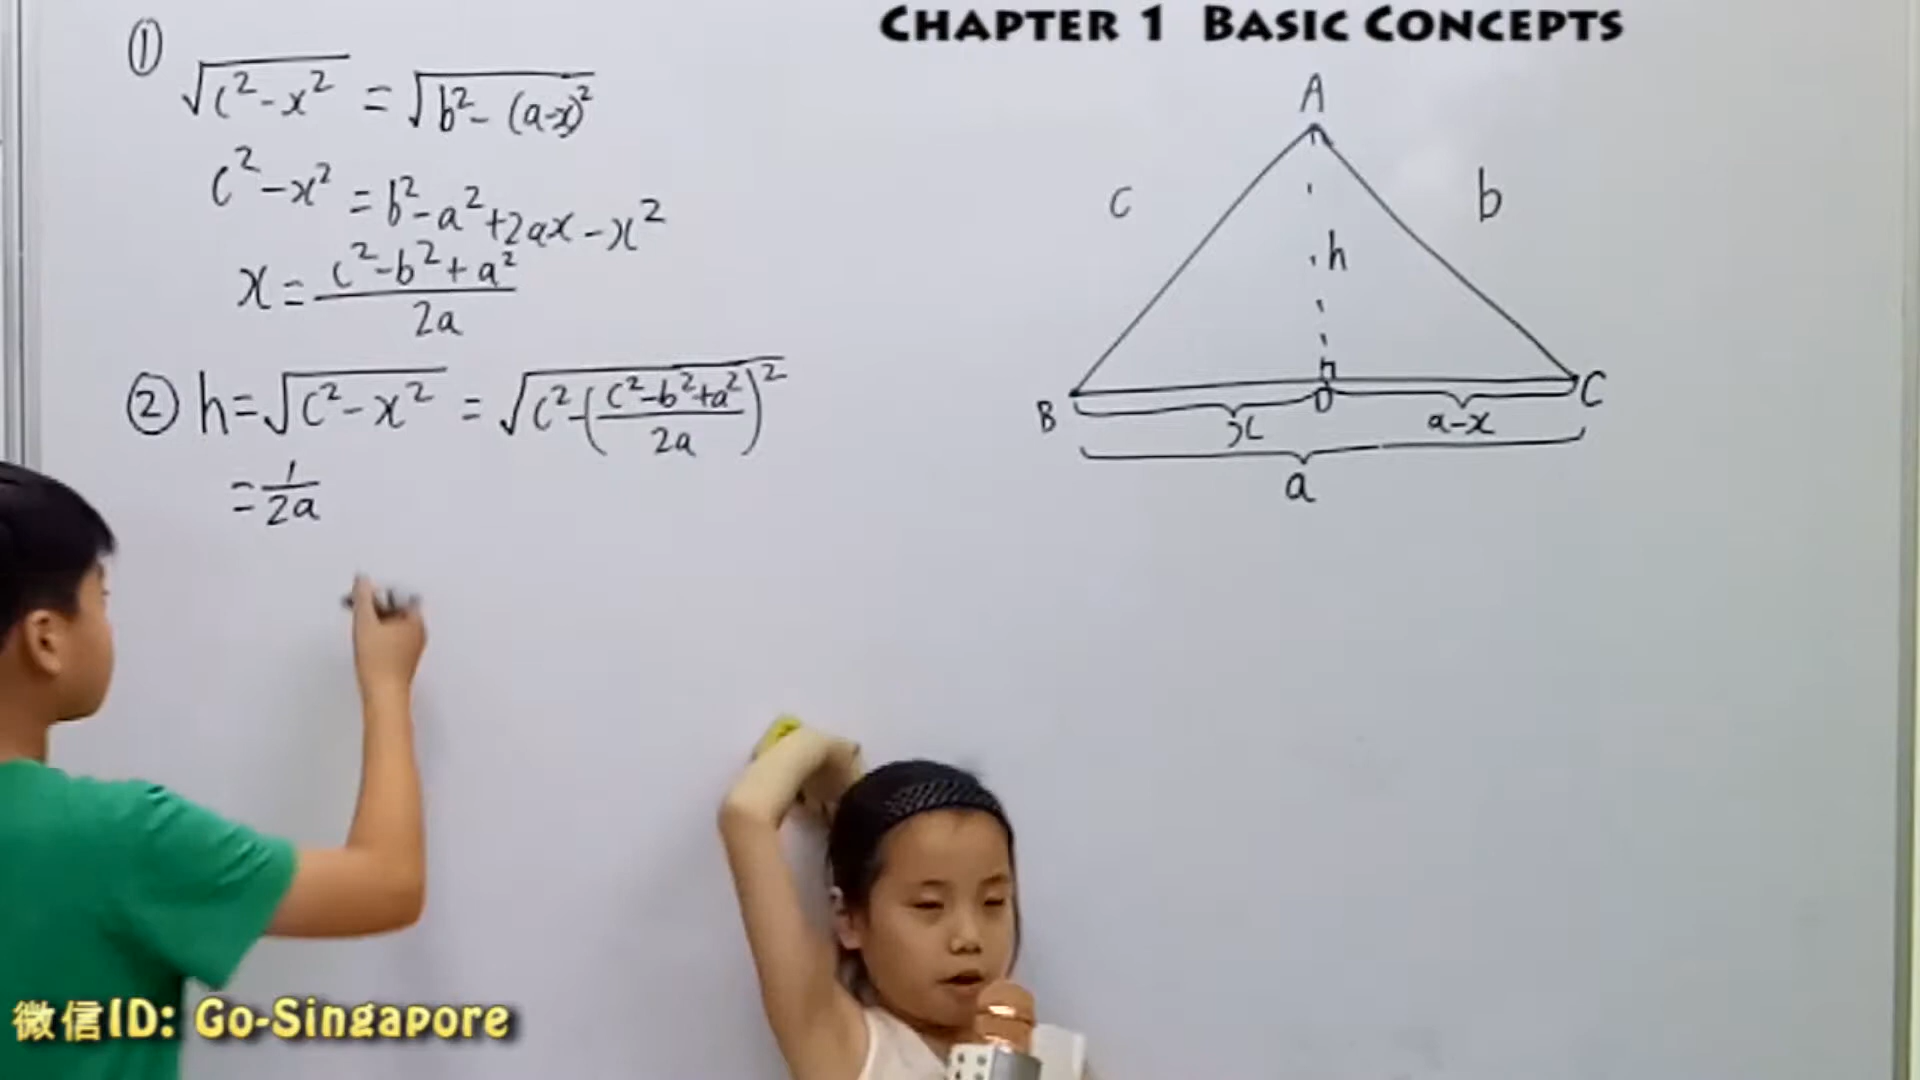 CHAPTER 1 BASIC CONCEPTS
①
√(c²-x²) = √(b²-(a-x)²)
c²-x² = b²-a²+2ax-x²
x = (c²-b²+a²)/2a
② h = √(c²-x²) = √(c²-((c²-b²+a²)/2a)²)
= 1/2a
A
c
b
h
B
D
C
x
a-x
a
微信ID: Go-Singapore